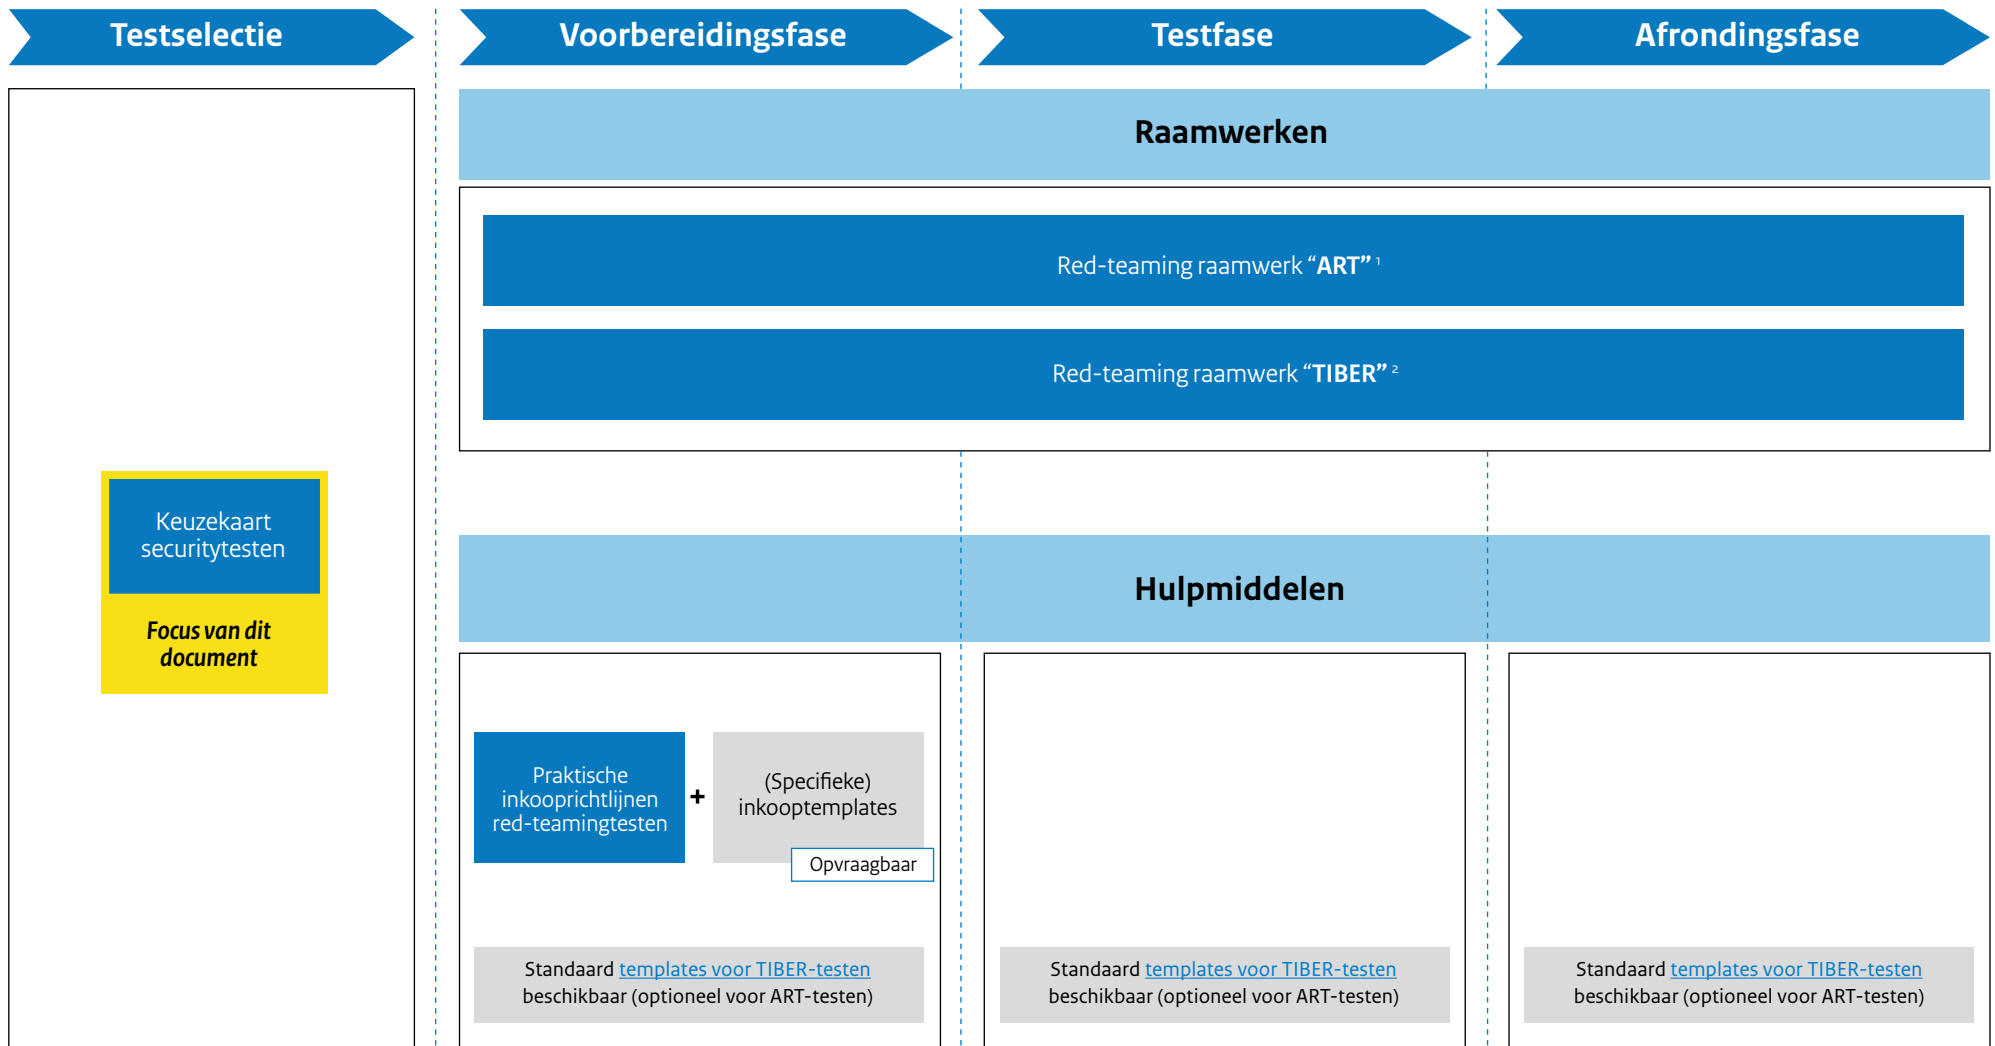 Testselectie
Voorbereidingsfase
Testfase
Afrondingsfase
Raamwerken
Red-teaming raamwerk “ART” ¹
Red-teaming raamwerk “TIBER” ²
Keuzekaart
securitytesten
Focus van dit
document
Hulpmiddelen
Praktische
inkooprichtlijnen
red-teamingtesten
+
(Specifieke)
inkooptemplates
Opvraagbaar
Standaard templates voor TIBER-testen
beschikbaar (optioneel voor ART-testen)
Standaard templates voor TIBER-testen
beschikbaar (optioneel voor ART-testen)
Standaard templates voor TIBER-testen
beschikbaar (optioneel voor ART-testen)